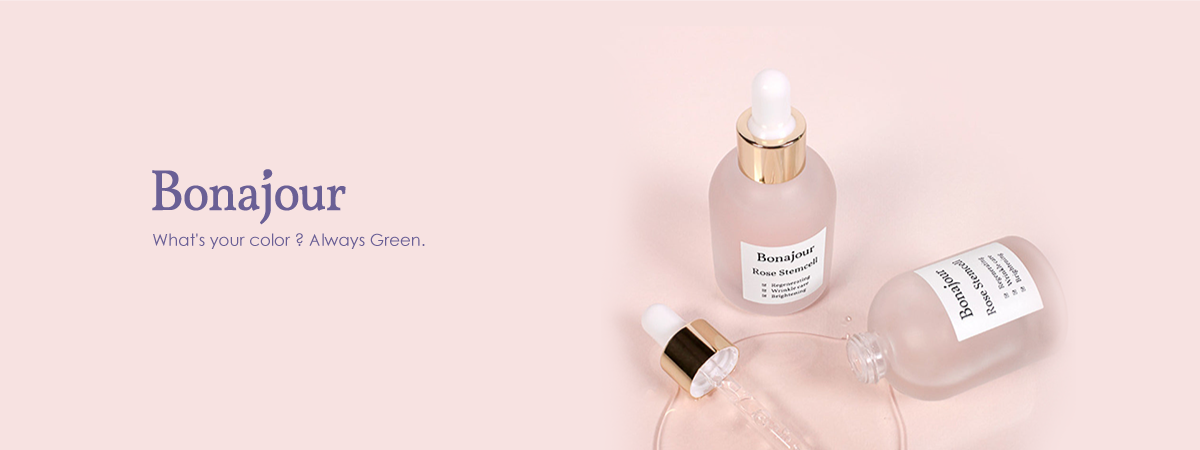 Bonajour
What's your color ? Always Green.
Bonajour
Rose Stemcell
Regenerating
Wrinkle care
Brightening
Bonajour
Rose Stemcell
Regenerating
Wrinkle care
Brightening